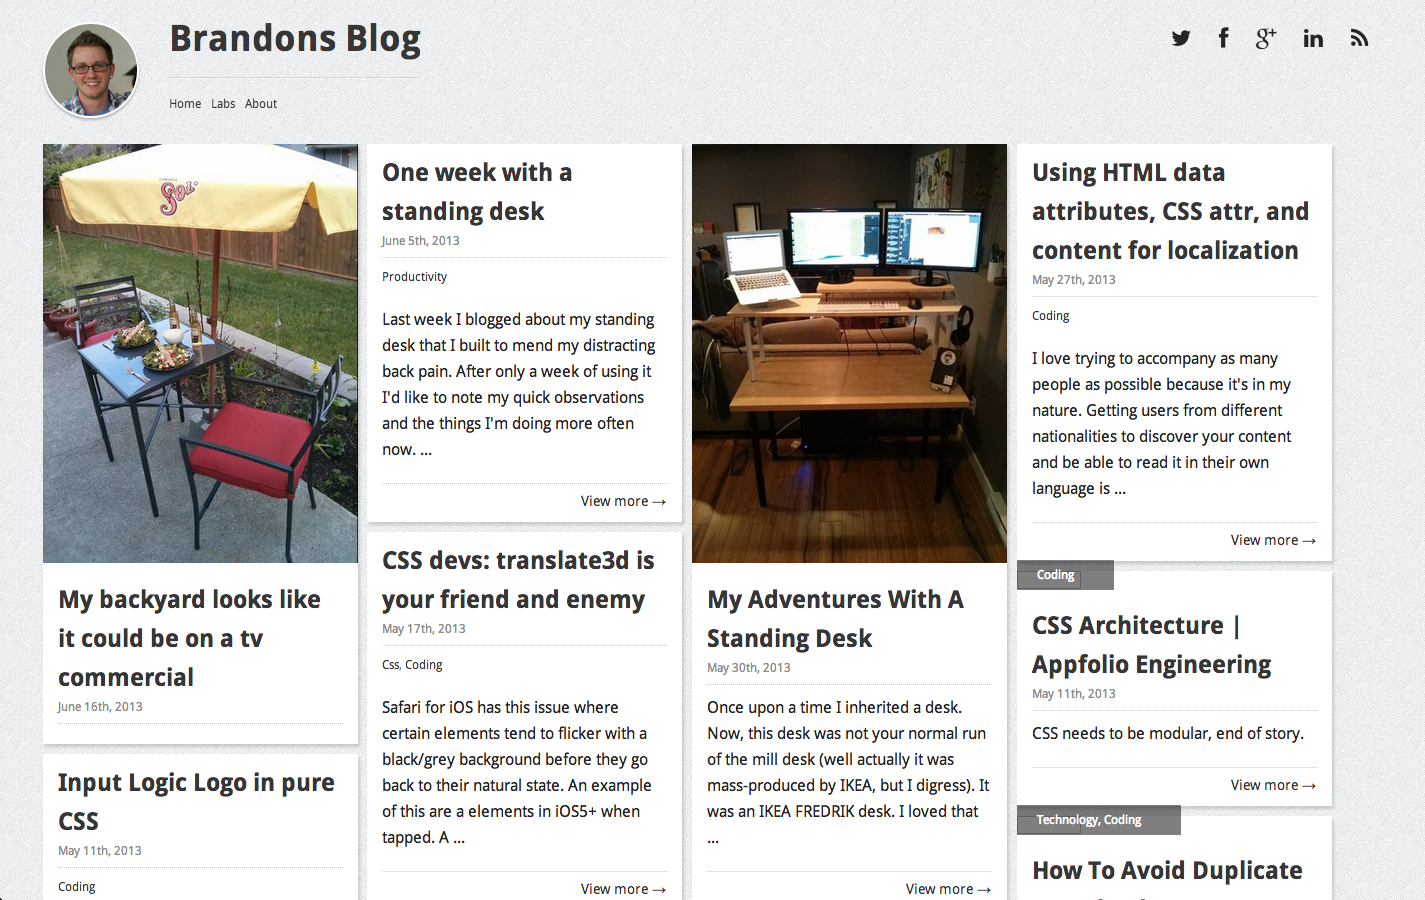 Brandons Blog
Home Labs About
Sol
My backyard looks like
it could be on a tv
commercial
June 16th, 2013
Input Logic Logo in pure
CSS
May 11th, 2013
Coding
One week with a
standing desk
June 5th, 2013
Productivity
Last week I blogged about my standing
desk that I built to mend my distracting
back pain. After only a week of using it
I'd like to note my quick observations
and the things I'm doing more often
now. ...
View more →
CSS devs: translate3d is
your friend and enemy
May 17th, 2013
Css, Coding
Safari for iOS has this issue where
certain elements tend to flicker with a
black/grey background before they go
back to their natural state. An example
of this are a elements in iOS5+ when
tapped. A ...
View more →
My Adventures With A
Standing Desk
May 30th, 2013
Once upon a time I inherited a desk.
Now, this desk was not your normal run
of the mill desk (well actually it was
mass-produced by IKEA, but I digress). It
was an IKEA FREDRIK desk. I loved that
...
View more →
Using HTML data
attributes, CSS attr, and
content for localization
May 27th, 2013
Coding
I love trying to accompany as many
people as possible because it's in my
nature. Getting users from different
nationalities to discover your content
and be able to read it in their own
language is ...
View more →
Coding
CSS Architecture |
Appfolio Engineering
May 11th, 2013
CSS needs to be modular, end of story.
View more →
Technology, Coding
How To Avoid Duplicate